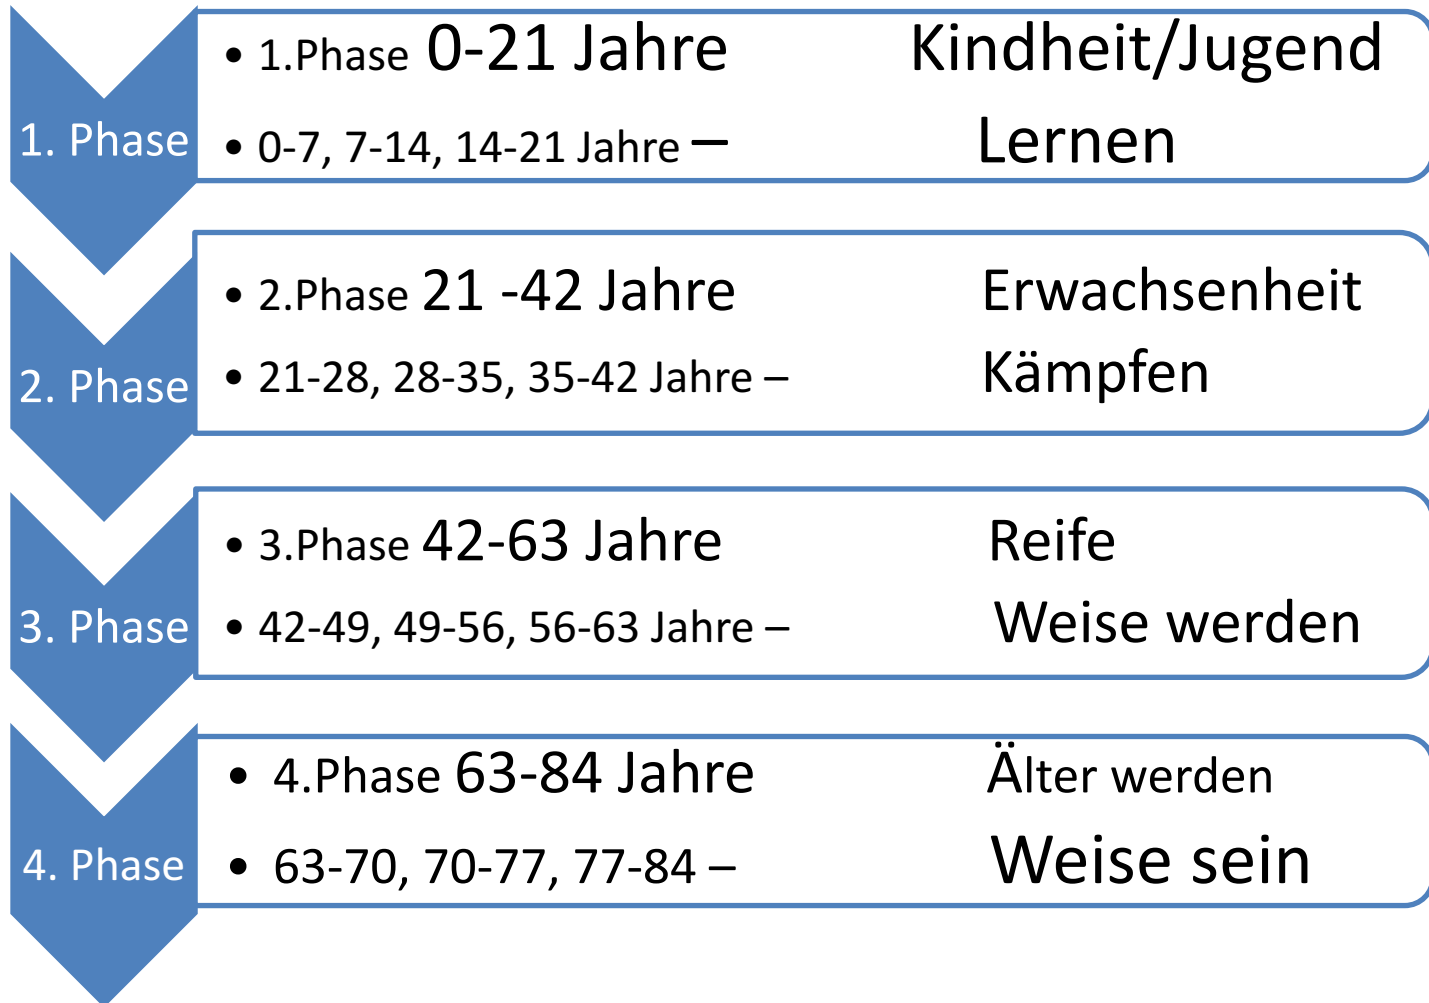 1. Phase
• 1.Phase 0-21 Jahre Kindheit/Jugend
• 0-7, 7-14, 14-21 Jahre – Lernen
2. Phase
• 2.Phase 21 -42 Jahre Erwachsenheit
• 21-28, 28-35, 35-42 Jahre – Kämpfen
3. Phase
• 3.Phase 42-63 Jahre Reife
• 42-49, 49-56, 56-63 Jahre – Weise werden
4. Phase
• 4.Phase 63-84 Jahre Älter werden
• 63-70, 70-77, 77-84 – Weise sein